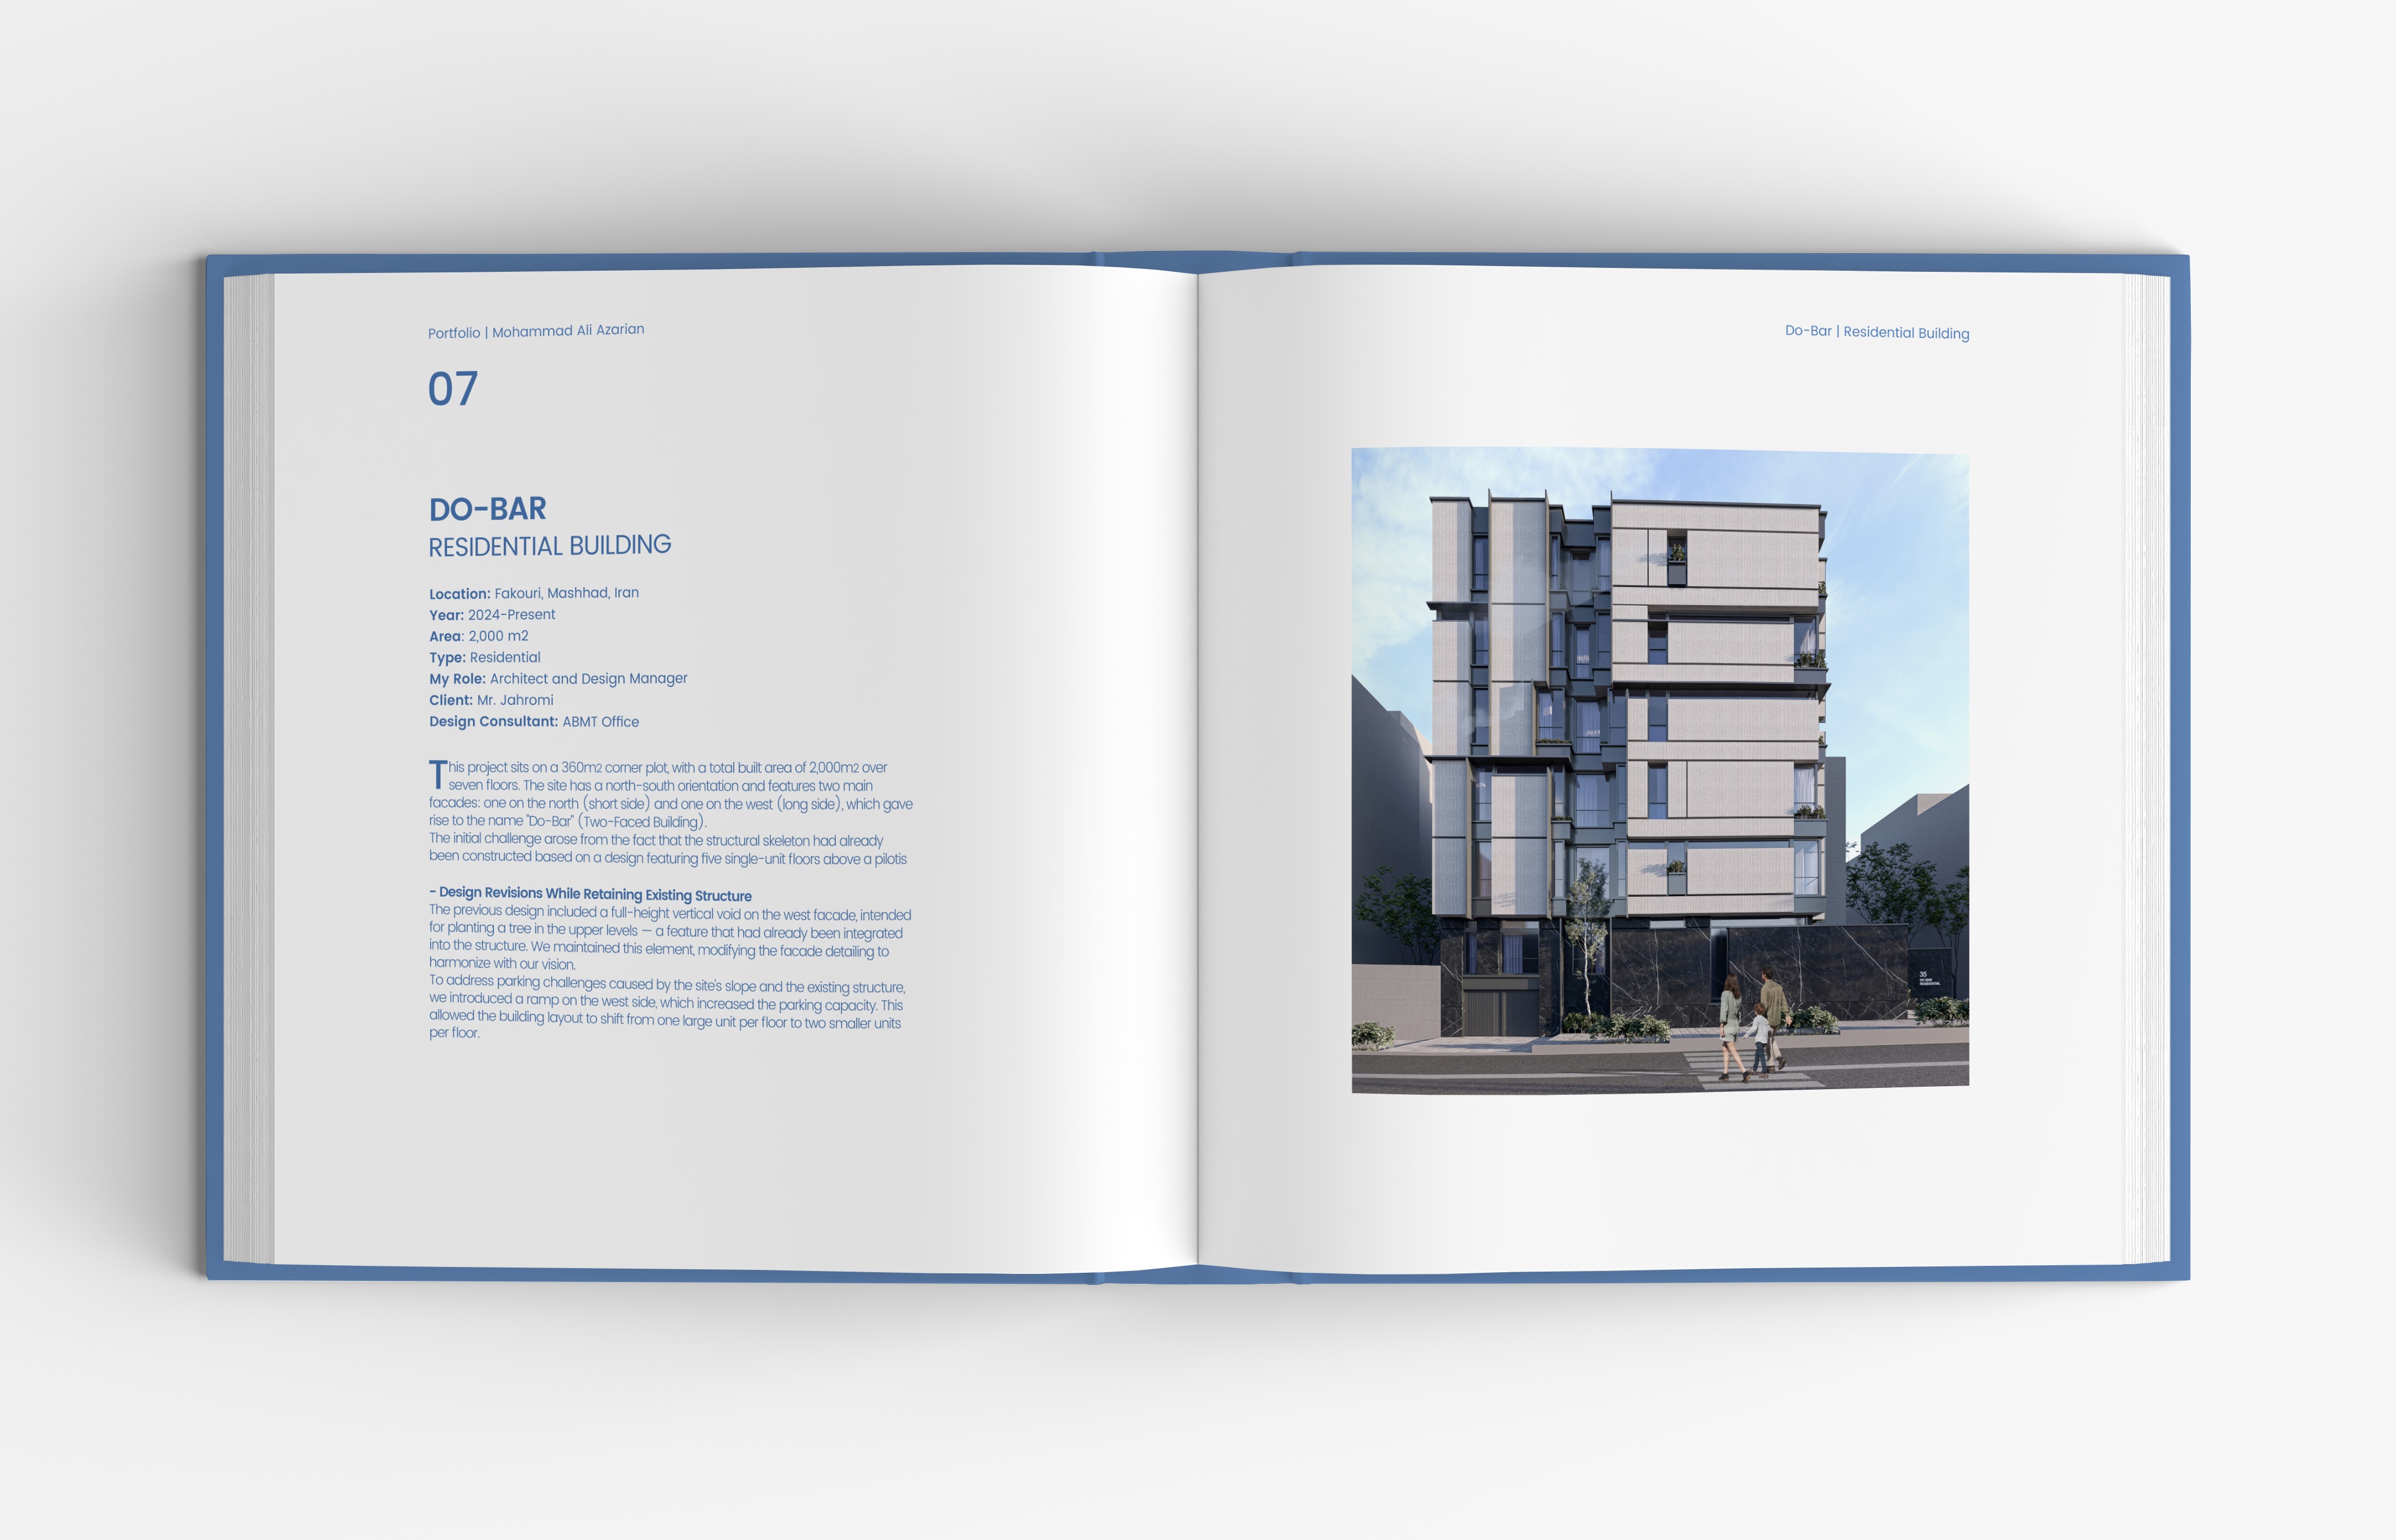 Portfolio | Mohammad Ali Azarian
07
DO-BAR
RESIDENTIAL BUILDING
Location: Fakouri, Mashhad, Iran
Year: 2024-Present
Area: 2,000 m2
Type: Residential
My Role: Architect and Design Manager
Client: Mr. Jahromi
Design Consultant: ABMT Office
This project sits on a 360m2 corner plot, with a total built area of 2,000m2 over
seven floors. The site has a north-south orientation and features two main
facades: one on the north (short side) and one on the west (long side), which gave
rise to the name "Do-Bar" (Two-Faced Building).
The initial challenge arose from the fact that the structural skeleton had already
been constructed based on a design featuring five single-unit floors above a pilotis
- Design Revisions While Retaining Existing Structure
The previous design included a full-height vertical void on the west facade, intended
for planting a tree in the upper levels — a feature that had already been integrated
into the structure. We maintained this element, modifying the facade detailing to
harmonize with our vision.
To address parking challenges caused by the site's slope and the existing structure,
we introduced a ramp on the west side, which increased the parking capacity. This
allowed the building layout to shift from one large unit per floor to two smaller units
per floor.
Do-Bar | Residential Building
35
DO BAR
RESIDENTIAL